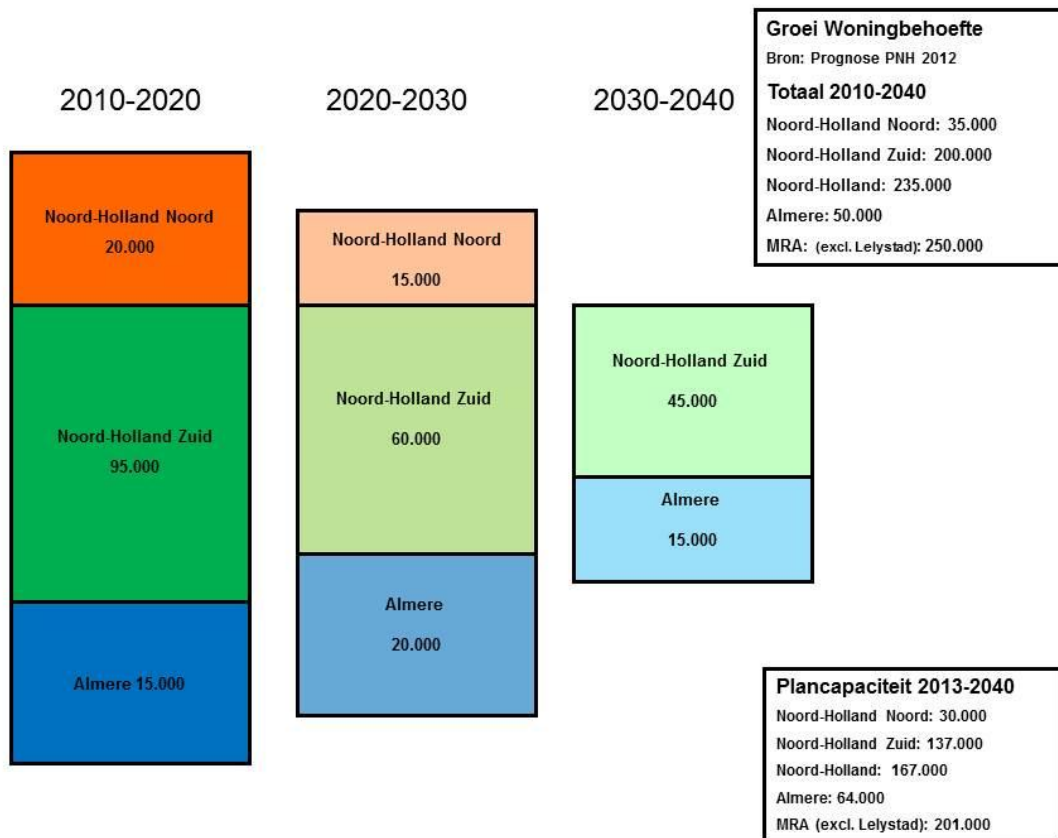 2010-2020
2020-2030
2030-2040
Groei Woningbehoefte
Bron: Prognose PNH 2012
Totaal 2010-2040
Noord-Holland Noord: 35.000
Noord-Holland Zuid: 200.000
Noord-Holland: 235.000
Almere: 50.000
MRA: (excl. Lelystad): 250.000
Noord-Holland Noord
20.000
Noord-Holland Zuid
95.000
Almere 15.000
Noord-Holland Noord
15.000
Noord-Holland Zuid
60.000
Almere
20.000
Noord-Holland Zuid
45.000
Almere
15.000
Plancapaciteit 2013-2040
Noord-Holland Noord: 30.000
Noord-Holland Zuid: 137.000
Noord-Holland: 167.000
Almere: 64.000
MRA (excl. Lelystad): 201.000